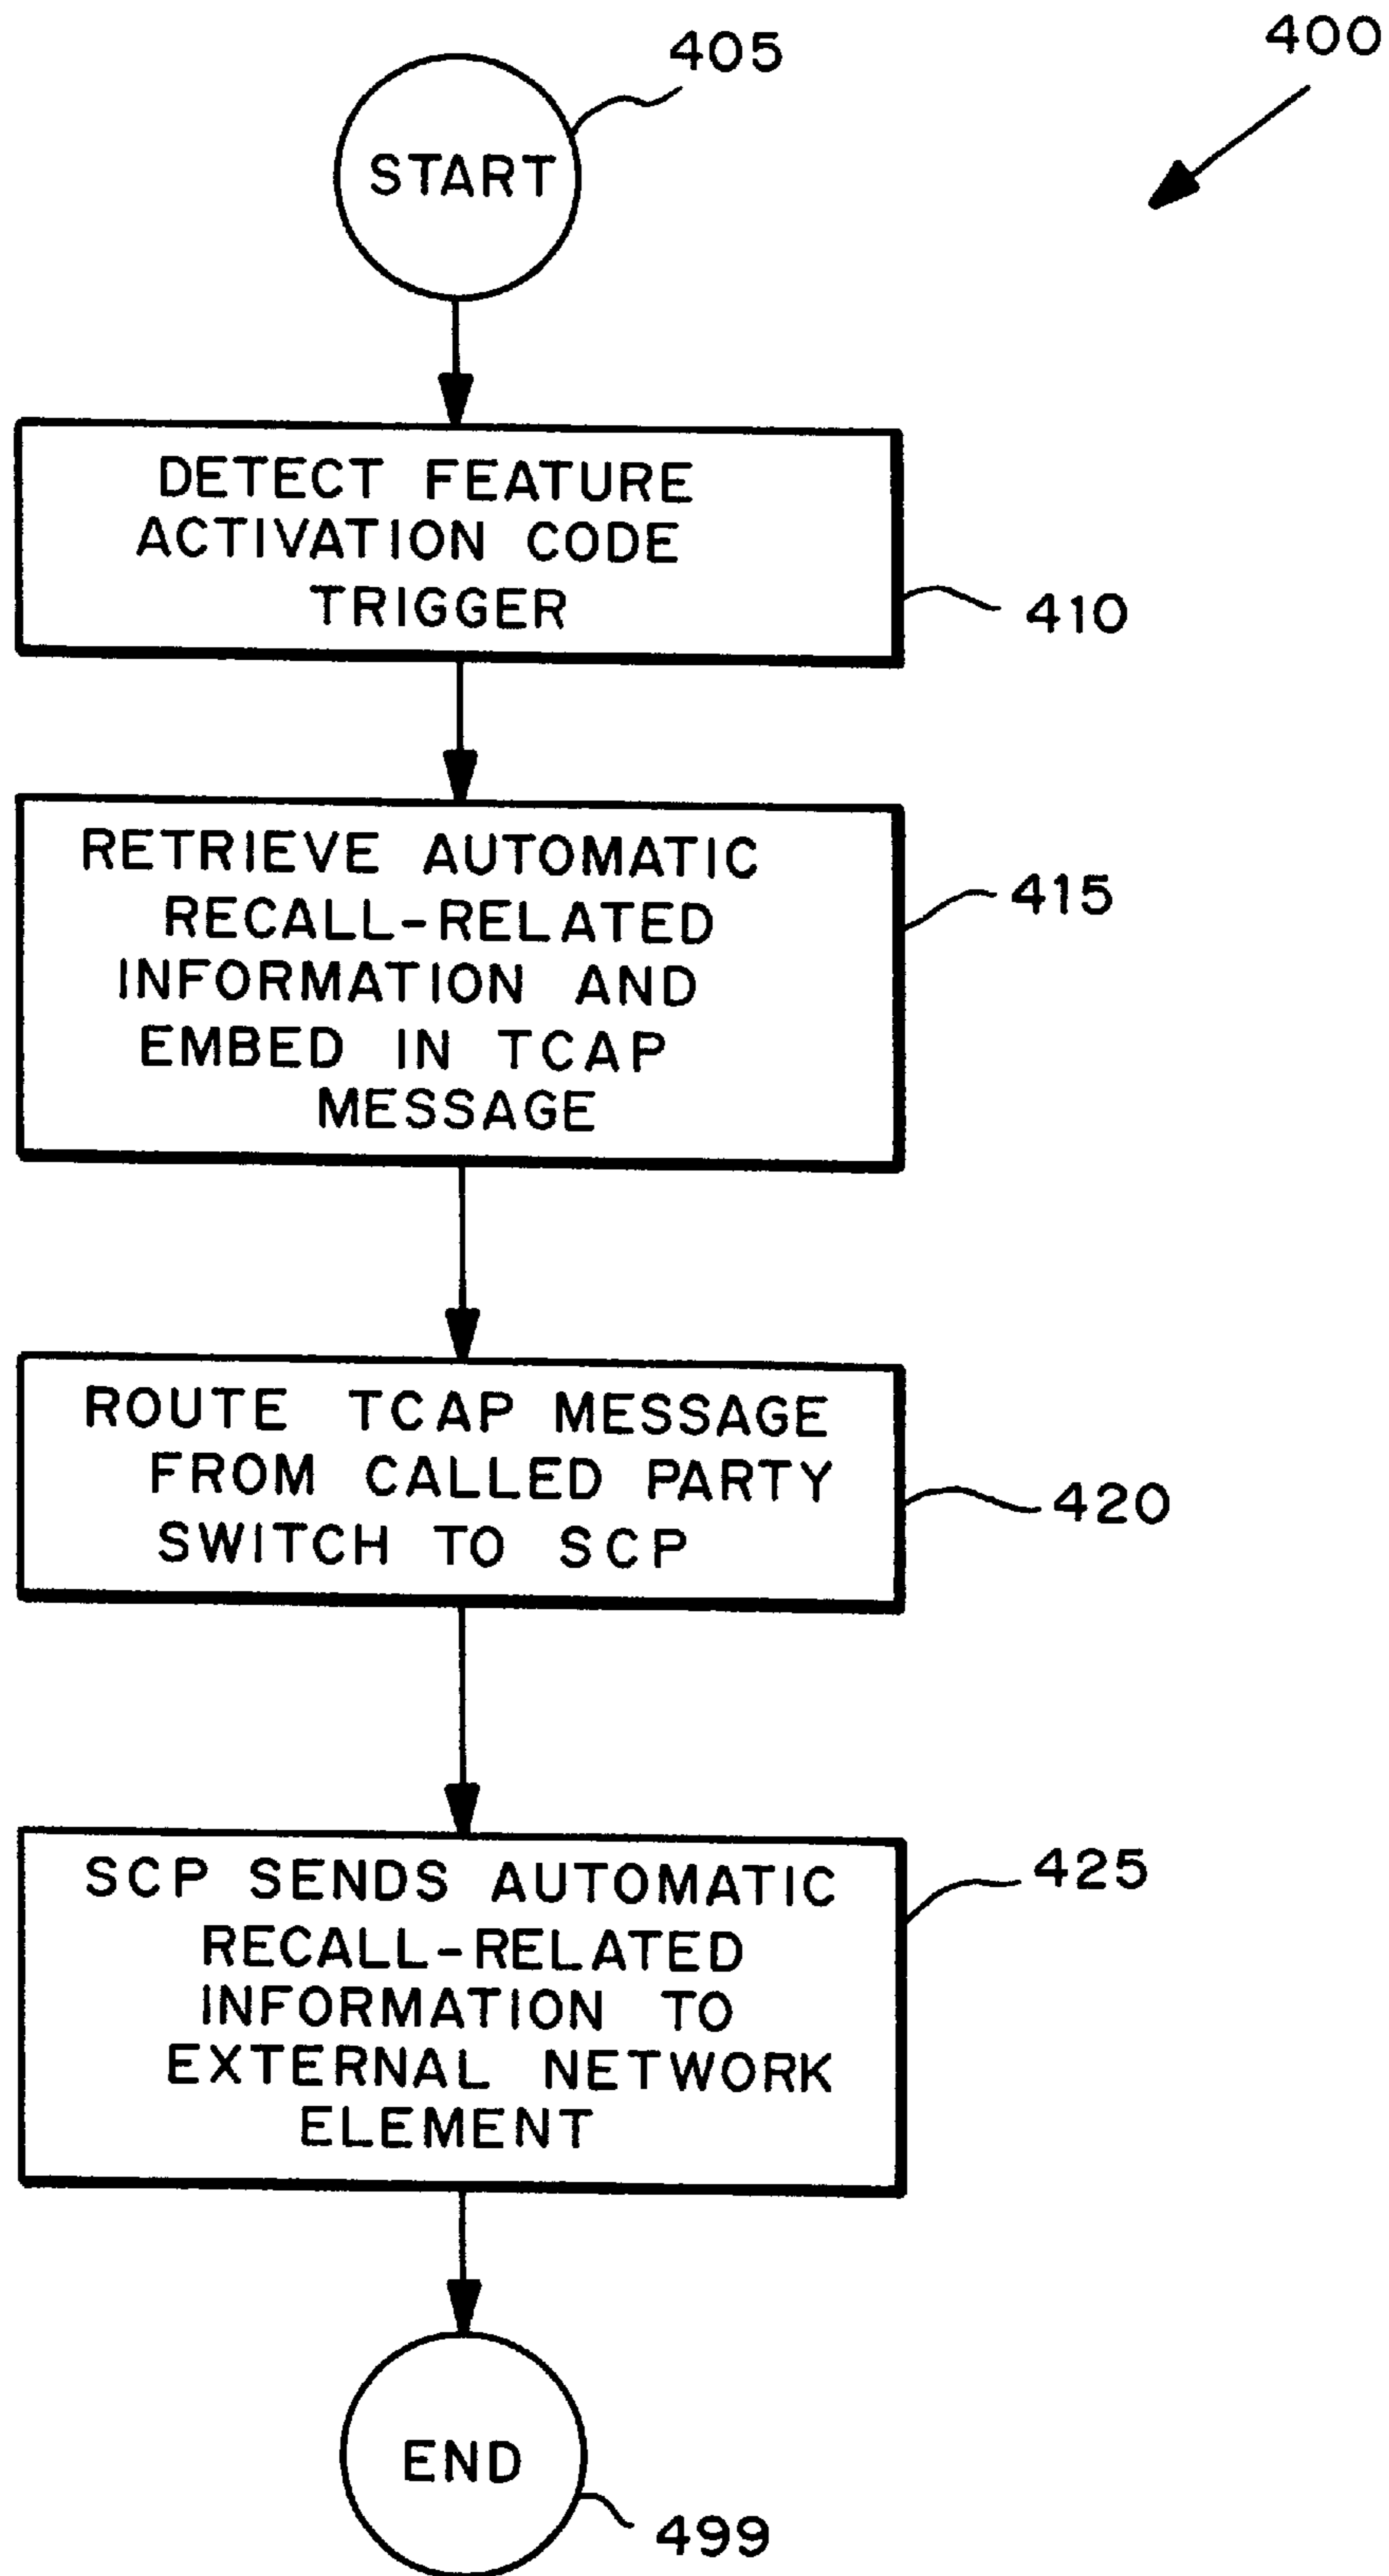 400
405
START
DETECT FEATURE
ACTIVATION CODE
TRIGGER
410
RETRIEVE AUTOMATIC
RECALL-RELATED
INFORMATION AND
EMBED IN TCAP
MESSAGE
415
ROUTE TCAP MESSAGE
FROM CALLED PARTY
SWITCH TO SCP
420
SCP SENDS AUTOMATIC
RECALL-RELATED
INFORMATION TO
EXTERNAL NETWORK
ELEMENT
425
END
499